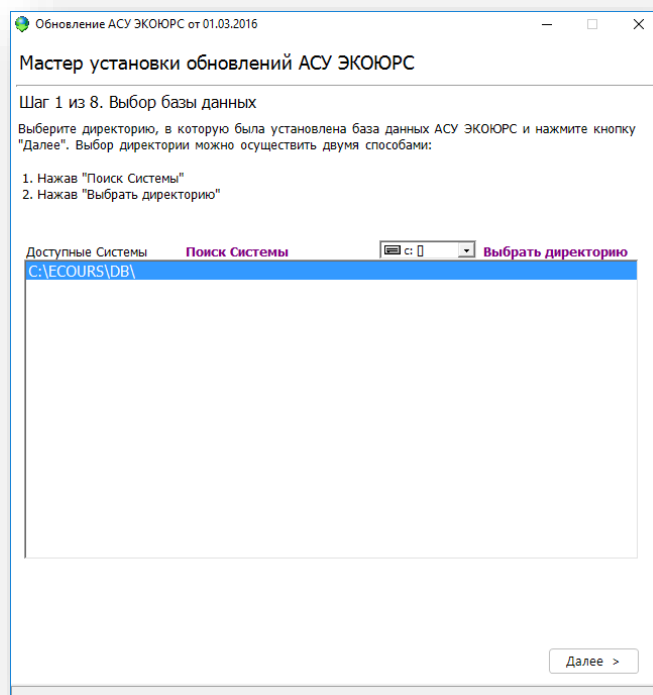 Обновление АСУ ЭКОЮРС от 01.03.2016
Мастер установки обновлений АСУ ЭКОЮРС
Шаг 1 из 8. Выбор базы данных
Выберите директорию, в которую была установлена база данных АСУ ЭКОЮРС и нажмите кнопку
"Далее". Выбор директории можно осуществить двумя способами:
1. Нажав "Поиск Системы"
2. Нажав "Выбрать директорию"
Доступные Системы Поиск Системы c: [] Выбрать директорию
C:\ECOURS\DB\
Далее >